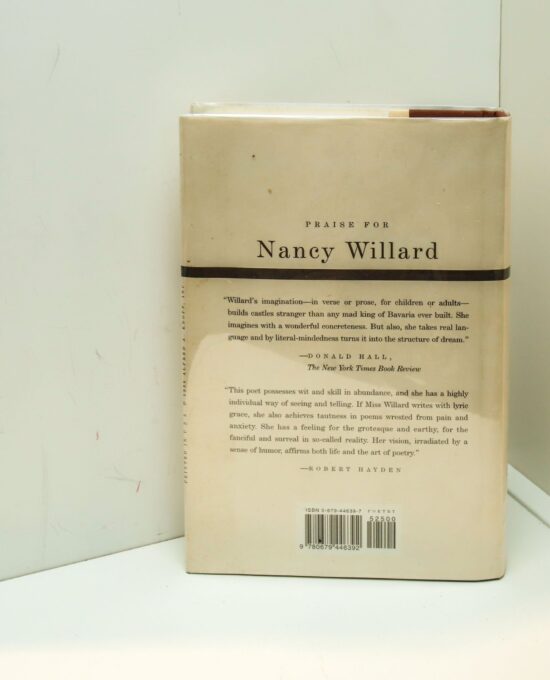 PRAISE FOR
Nancy Willard
"Willard's imagination—in verse or prose, for children or adults—
builds castles stranger than any mad king of Bavaria ever built. She
imagines with a wonderful concreteness. But also, she takes real lan-
guage and by literal-mindedness turns it into the structure of dream."
—DONALD HALL,
The New York Times Book Review
"This poet possesses wit and skill in abundance, and she has a highly
individual way of seeing and telling. If Miss Willard writes with lyric
grace, she also achieves tautness in poems wrested from pain and
anxiety. She has a feeling for the grotesque and earthy, for the
fanciful and surreal in so-called reality. Her vision, irradiated by a
sense of humor, affirms both life and the art of poetry."
—ROBERT HAYDEN
ISBN 0-679-44639-7 POETRY
52500
9 780679 446392
PRINTED IN U.S.A. © 1996 ALFRED A. KNOPF, INC.